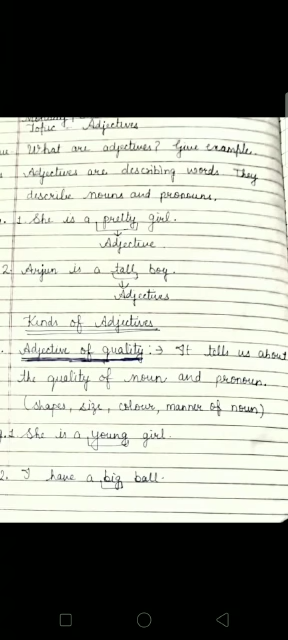 Monday
Topic - Adjectives
What are adjectives? Give example.
Adjectives are describing words. They
describe nouns and pronouns.
1. She is a pretty girl.
Adjective
2. Arjun is a tall boy.
Adjectives
Kinds of Adjectives
Adjective of quality :→ It tells us about
the quality of noun and pronoun.
(shapes, size, colour, manner of noun)
1 She is a young girl.
2. I have a big ball.